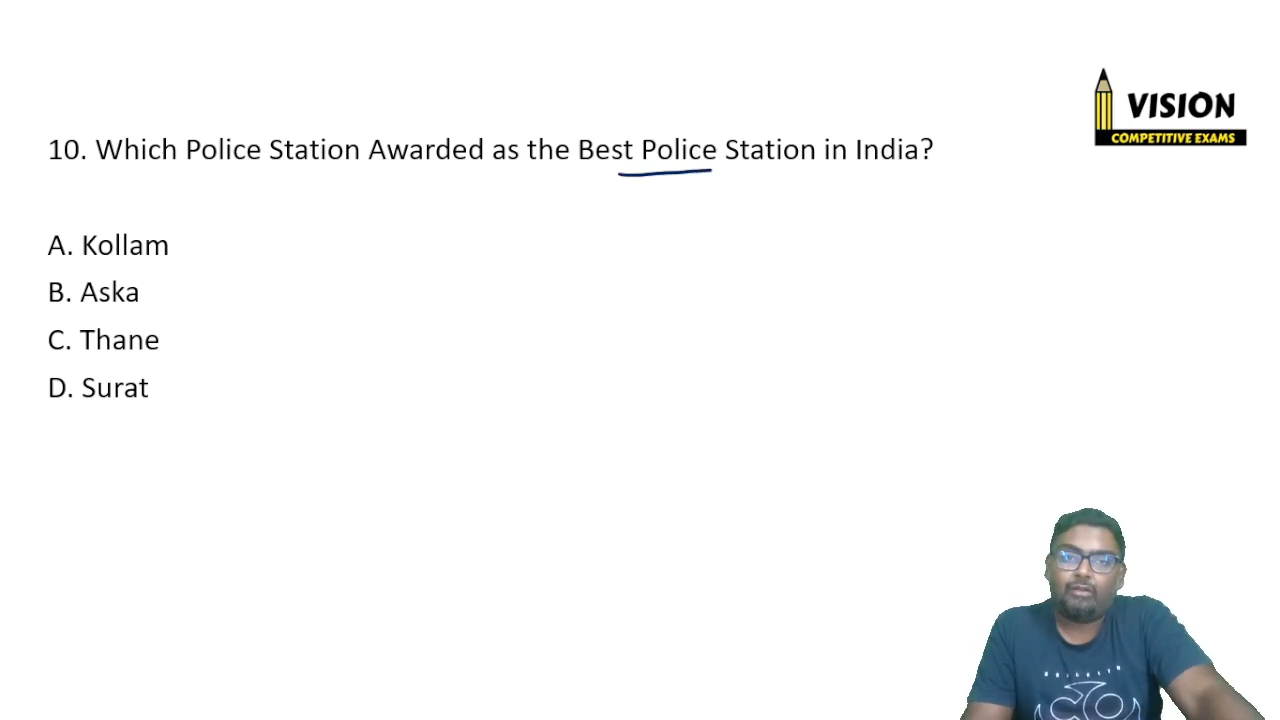 VISION
COMPETITIVE EXAMS
10. Which Police Station Awarded as the Best Police Station in India?
A. Kollam
B. Aska
C. Thane
D. Surat